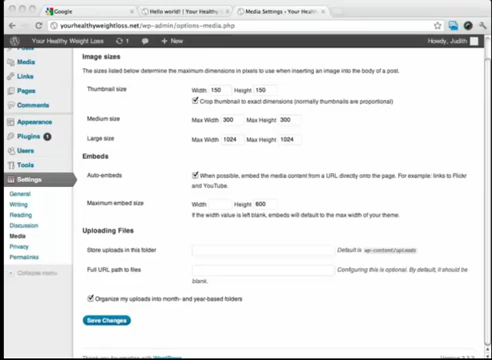 Google
Hello world! | Your Healthy
Media Settings ‹ Your Health
yourhealthyweightloss.net/wp-admin/options-media.php
Your Healthy Weight Loss 1 + New Howdy, Judith
Posts
Media
Links
Pages
Comments
Appearance
Plugins 1
Users
Tools
Settings
General
Writing
Reading
Discussion
Media
Privacy
Permalinks
Collapse menu
Image sizes
The sizes listed below determine the maximum dimensions in pixels to use when inserting an image into the body of a post.
Thumbnail size Width 150 Height 150
Crop thumbnail to exact dimensions (normally thumbnails are proportional)
Medium size Max Width 300 Max Height 300
Large size Max Width 1024 Max Height 1024
Embeds
Auto-embeds When possible, embed the media content from a URL directly onto the page. For example: links to Flickr
and YouTube.
Maximum embed size Width Height 600
If the width value is left blank, embeds will default to the max width of your theme.
Uploading Files
Store uploads in this folder Default is wp-content/uploads
Full URL path to files Configuring this is optional. By default, it should be
blank.
Organize my uploads into month- and year-based folders
Save Changes